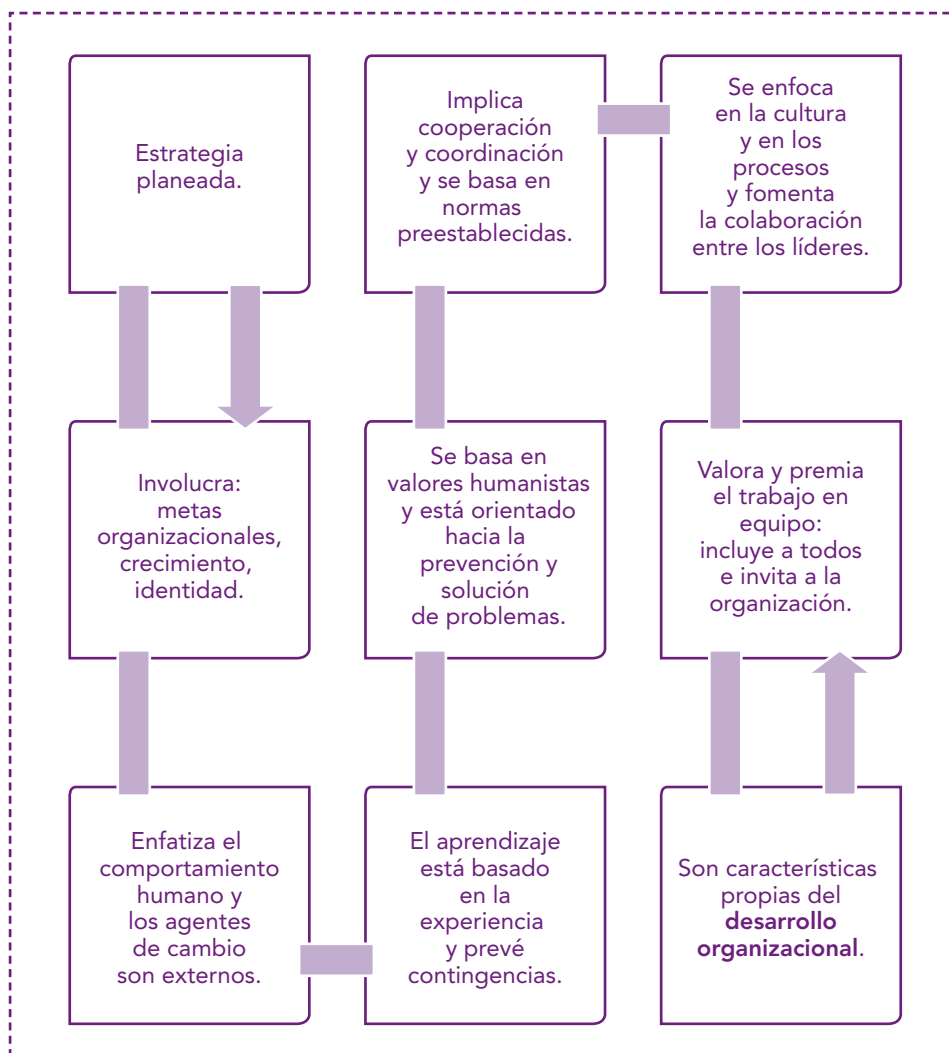 Estrategia
planeada.
Involucra:
metas
organizacionales,
crecimiento,
identidad.
Enfatiza el
comportamiento
humano y
los agentes
de cambio
son externos.
El aprendizaje
está basado
en la
experiencia
y prevé
contingencias.
Se basa en
valores humanistas
y está orientado
hacia la
prevención y
solución
de problemas.
Implica
cooperación
y coordinación
y se basa en
normas
preestablecidas.
Se enfoca
en la cultura
y en los
procesos
y fomenta
la colaboración
entre los líderes.
Valora y premia
el trabajo en
equipo:
incluye a todos
e invita a la
organización.
Son características
propias del
desarrollo
organizacional.